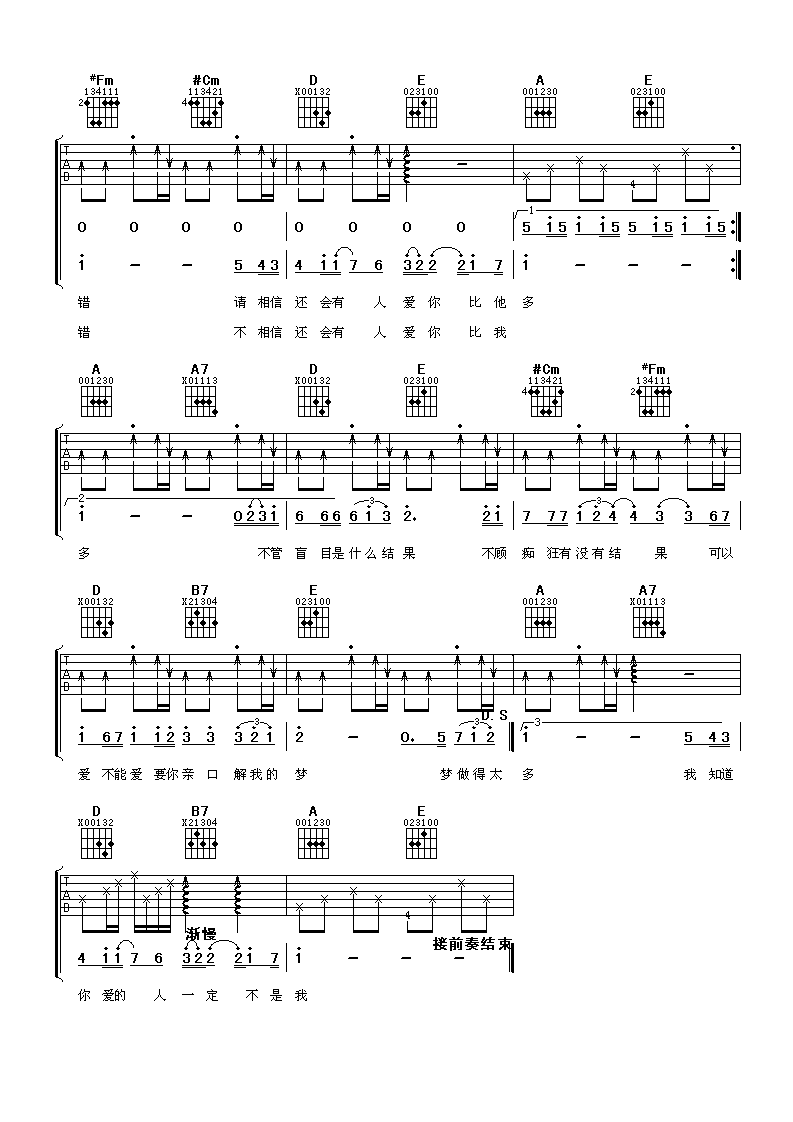 #Fm #Cm D E A E
134111 113421 X00132 023100 001230 023100
2 4
T
A
B
4
0 0 0 0 0 0 0 0 1 5 15 1 15 5 15 1 15
1 - - 5 43 4 11 7 6 322 21 7 1 - - -
错 请 相信 还 会有 人 爱 你 比 他 多
错 不 相信 还 会有 人 爱 你 比 我
A A7 D E #Cm #Fm
001230 X01113 X00132 023100 113421 134111
4 2
T
A
B
2
3 3
1 - - 0231 6 66 6 1 3 2. 21 7 77 1 2 4 4 3 3 67
多 不管 盲 目是 什么 结 果 不顾 痴 狂有 没有 结 果 可以
D B7 E A A7
X00132 X21304 023100 001230 X01113
T
A
B
D.S
3 3 3
1 67 1 12 3 3 3 2 1 2 - 0. 5 7 1 2 1 - - 5 43
爱 不能 爱 要你 亲 口 解 我 的 梦 梦 做 得 太 多 我 知道
D B7 A E
X00132 X21304 001230 023100
T
A
B
4
渐慢
接前奏结束
4 11 7 6 322 21 7 1 - - -
你 爱的 人 一 定 不 是 我